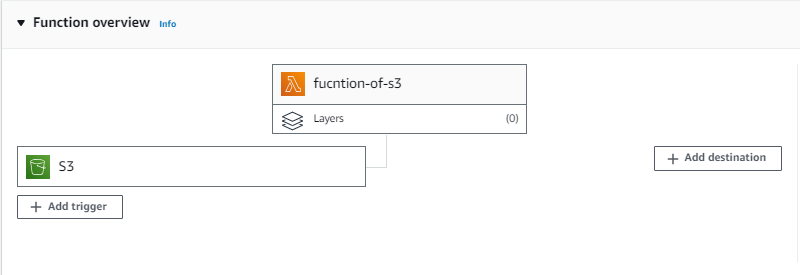 Function overview Info
fucntion-of-s3
Layers (0)
S3
Add destination
Add trigger